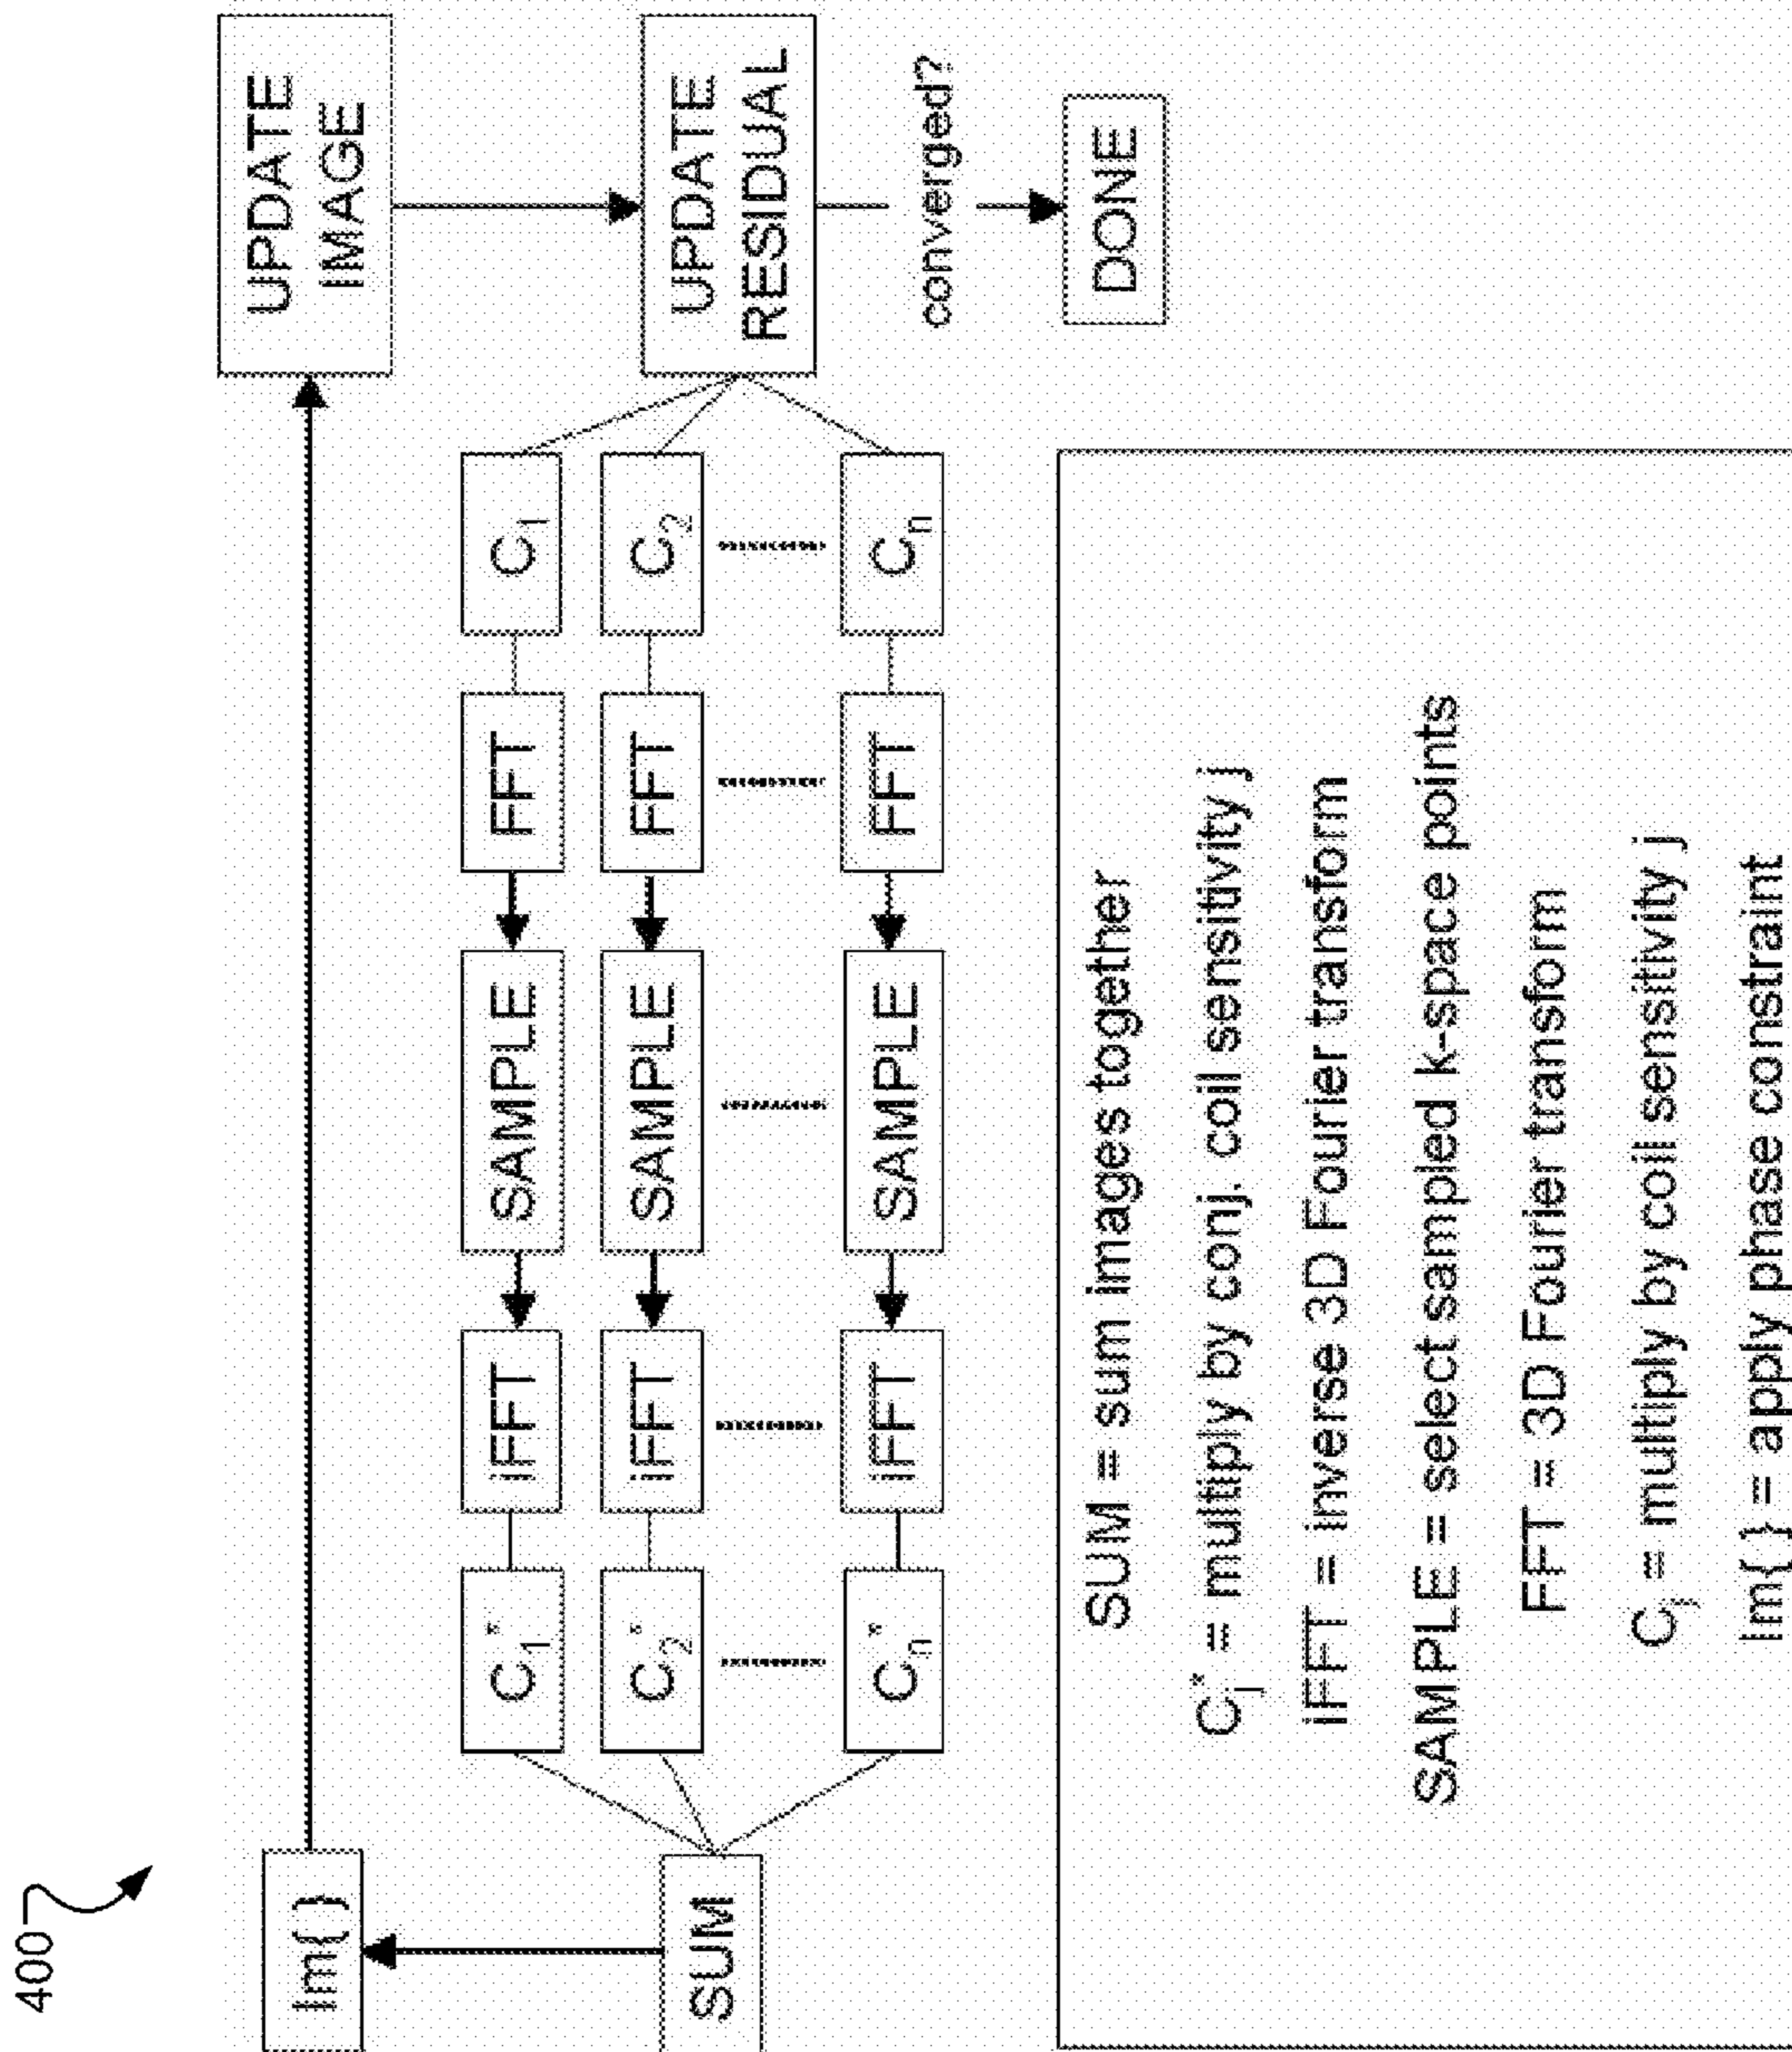 400
Im{ }
UPDATE
IMAGE
C1* iFFT SAMPLE FFT C1
C2* iFFT SAMPLE FFT C2
SUM
UPDATE
RESIDUAL
Cn* iFFT SAMPLE FFT Cn
converged?
DONE
SUM = sum images together
Cj* = multiply by conj. coil sensitivity j
iFFT = inverse 3D Fourier transform
SAMPLE = select sampled k-space points
FFT = 3D Fourier transform
Cj = multiply by coil sensitivity j
Im{ } = apply phase constraint